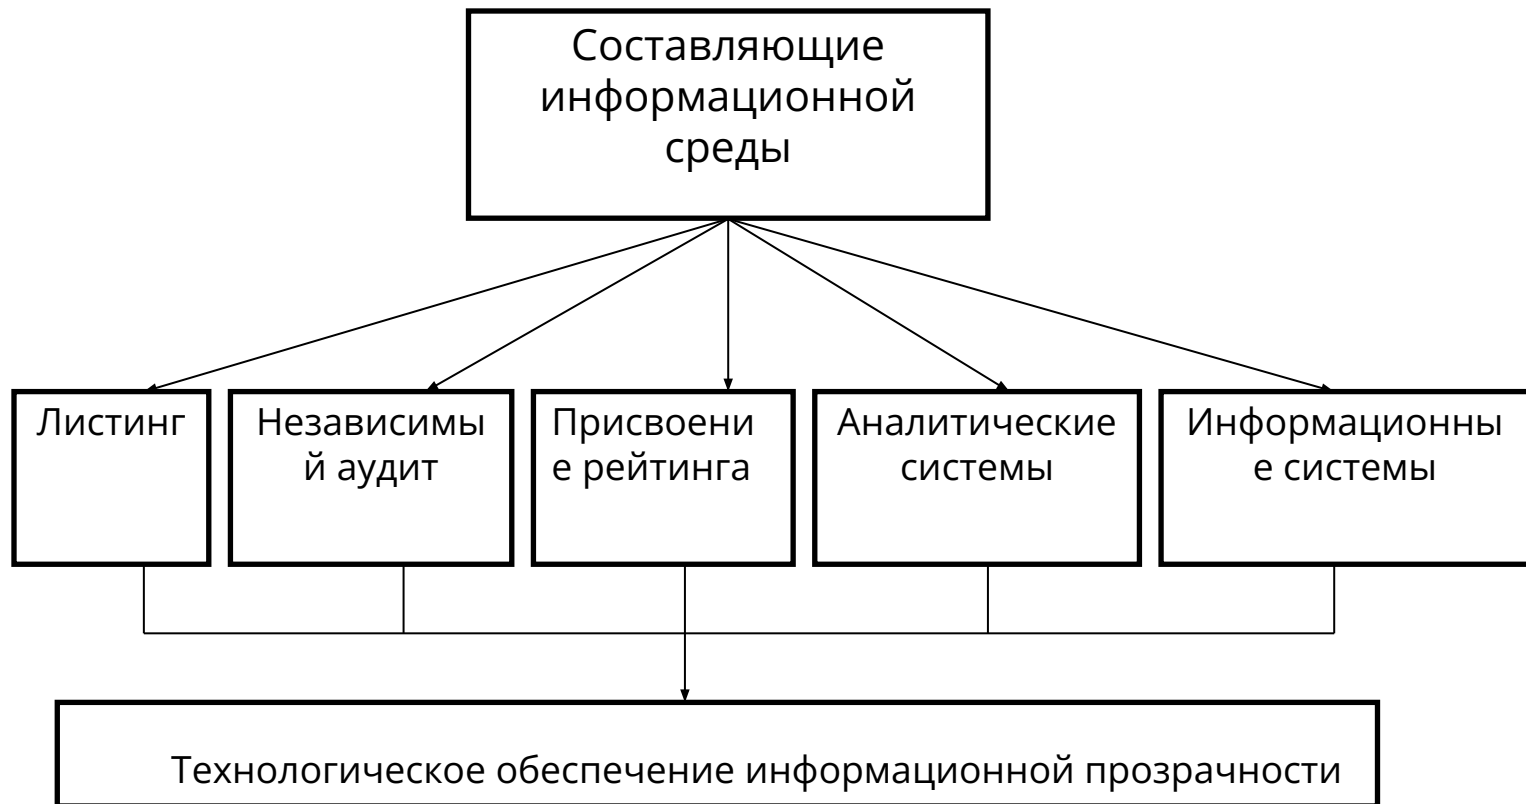 Составляющие
информационной
среды
Листинг
Независимы
й аудит
Присвоени
е рейтинга
Аналитические
системы
Информационны
е системы
Технологическое обеспечение информационной прозрачности